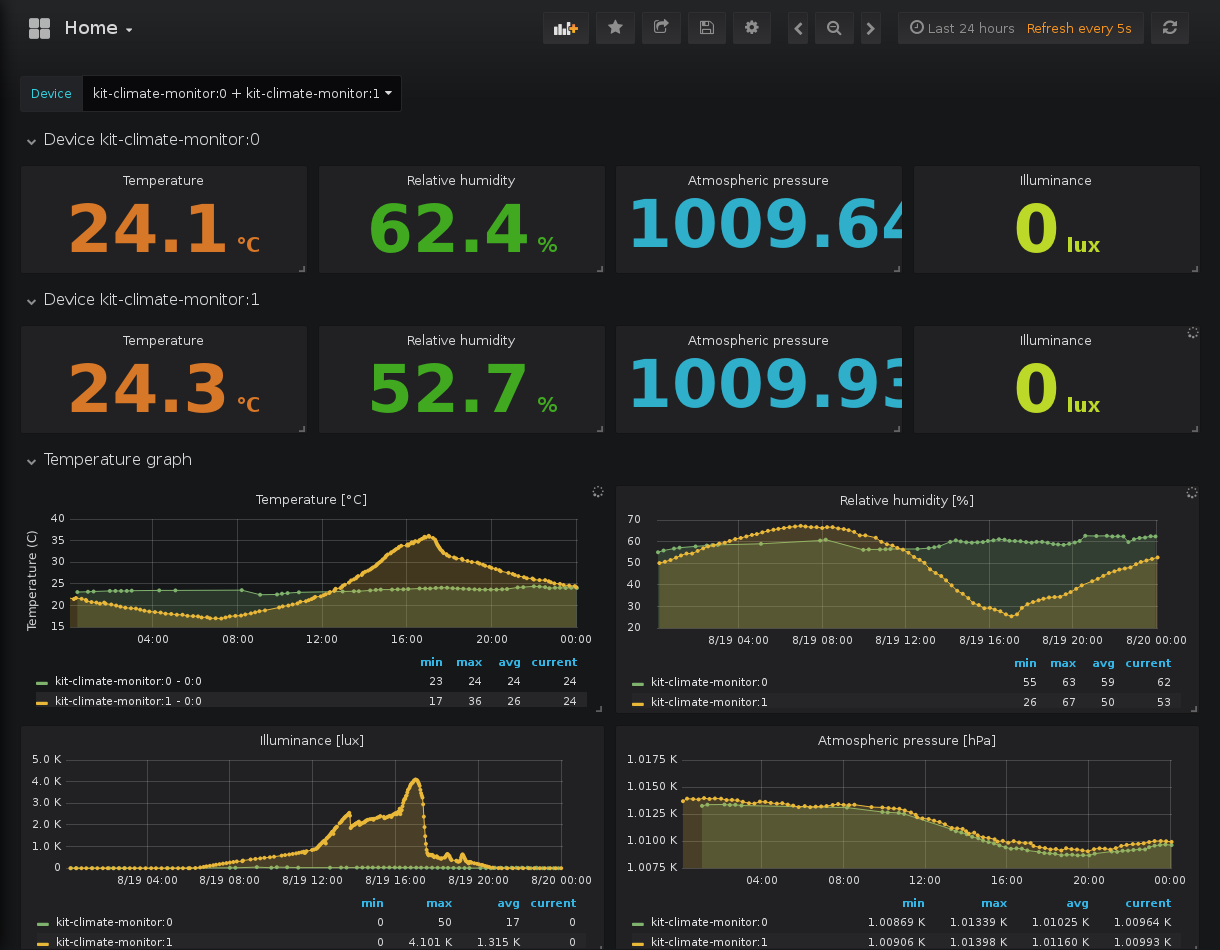 Home
Last 24 hours Refresh every 5s
Device kit-climate-monitor:0 + kit-climate-monitor:1
Device kit-climate-monitor:0
Temperature Relative humidity Atmospheric pressure Illuminance
24.1 °C 62.4 % 1009.64 0 lux
Device kit-climate-monitor:1
Temperature Relative humidity Atmospheric pressure Illuminance
24.3 °C 52.7 % 1009.93 0 lux
Temperature graph
Temperature [°C]
Temperature (C)
40
35
30
25
20
15
04:00 08:00 12:00 16:00 20:00 00:00
min max avg current
kit-climate-monitor:0 - 0:0 23 24 24 24
kit-climate-monitor:1 - 0:0 17 36 26 24
Relative humidity [%]
70
60
50
40
30
20
8/19 04:00 8/19 08:00 8/19 12:00 8/19 16:00 8/19 20:00 8/20 00:00
min max avg current
kit-climate-monitor:0 55 63 59 62
kit-climate-monitor:1 26 67 50 53
Illuminance [lux]
5.0 K
4.0 K
3.0 K
2.0 K
1.0 K
0
8/19 04:00 8/19 08:00 8/19 12:00 8/19 16:00 8/19 20:00 8/20 00:00
min max avg current
kit-climate-monitor:0 0 50 17 0
kit-climate-monitor:1 0 4.101 K 1.315 K 0
Atmospheric pressure [hPa]
1.0175 K
1.0150 K
1.0125 K
1.0100 K
1.0075 K
04:00 08:00 12:00 16:00 20:00 00:00
min max avg current
kit-climate-monitor:0 1.00869 K 1.01339 K 1.01025 K 1.00964 K
kit-climate-monitor:1 1.00906 K 1.01398 K 1.01160 K 1.00993 K